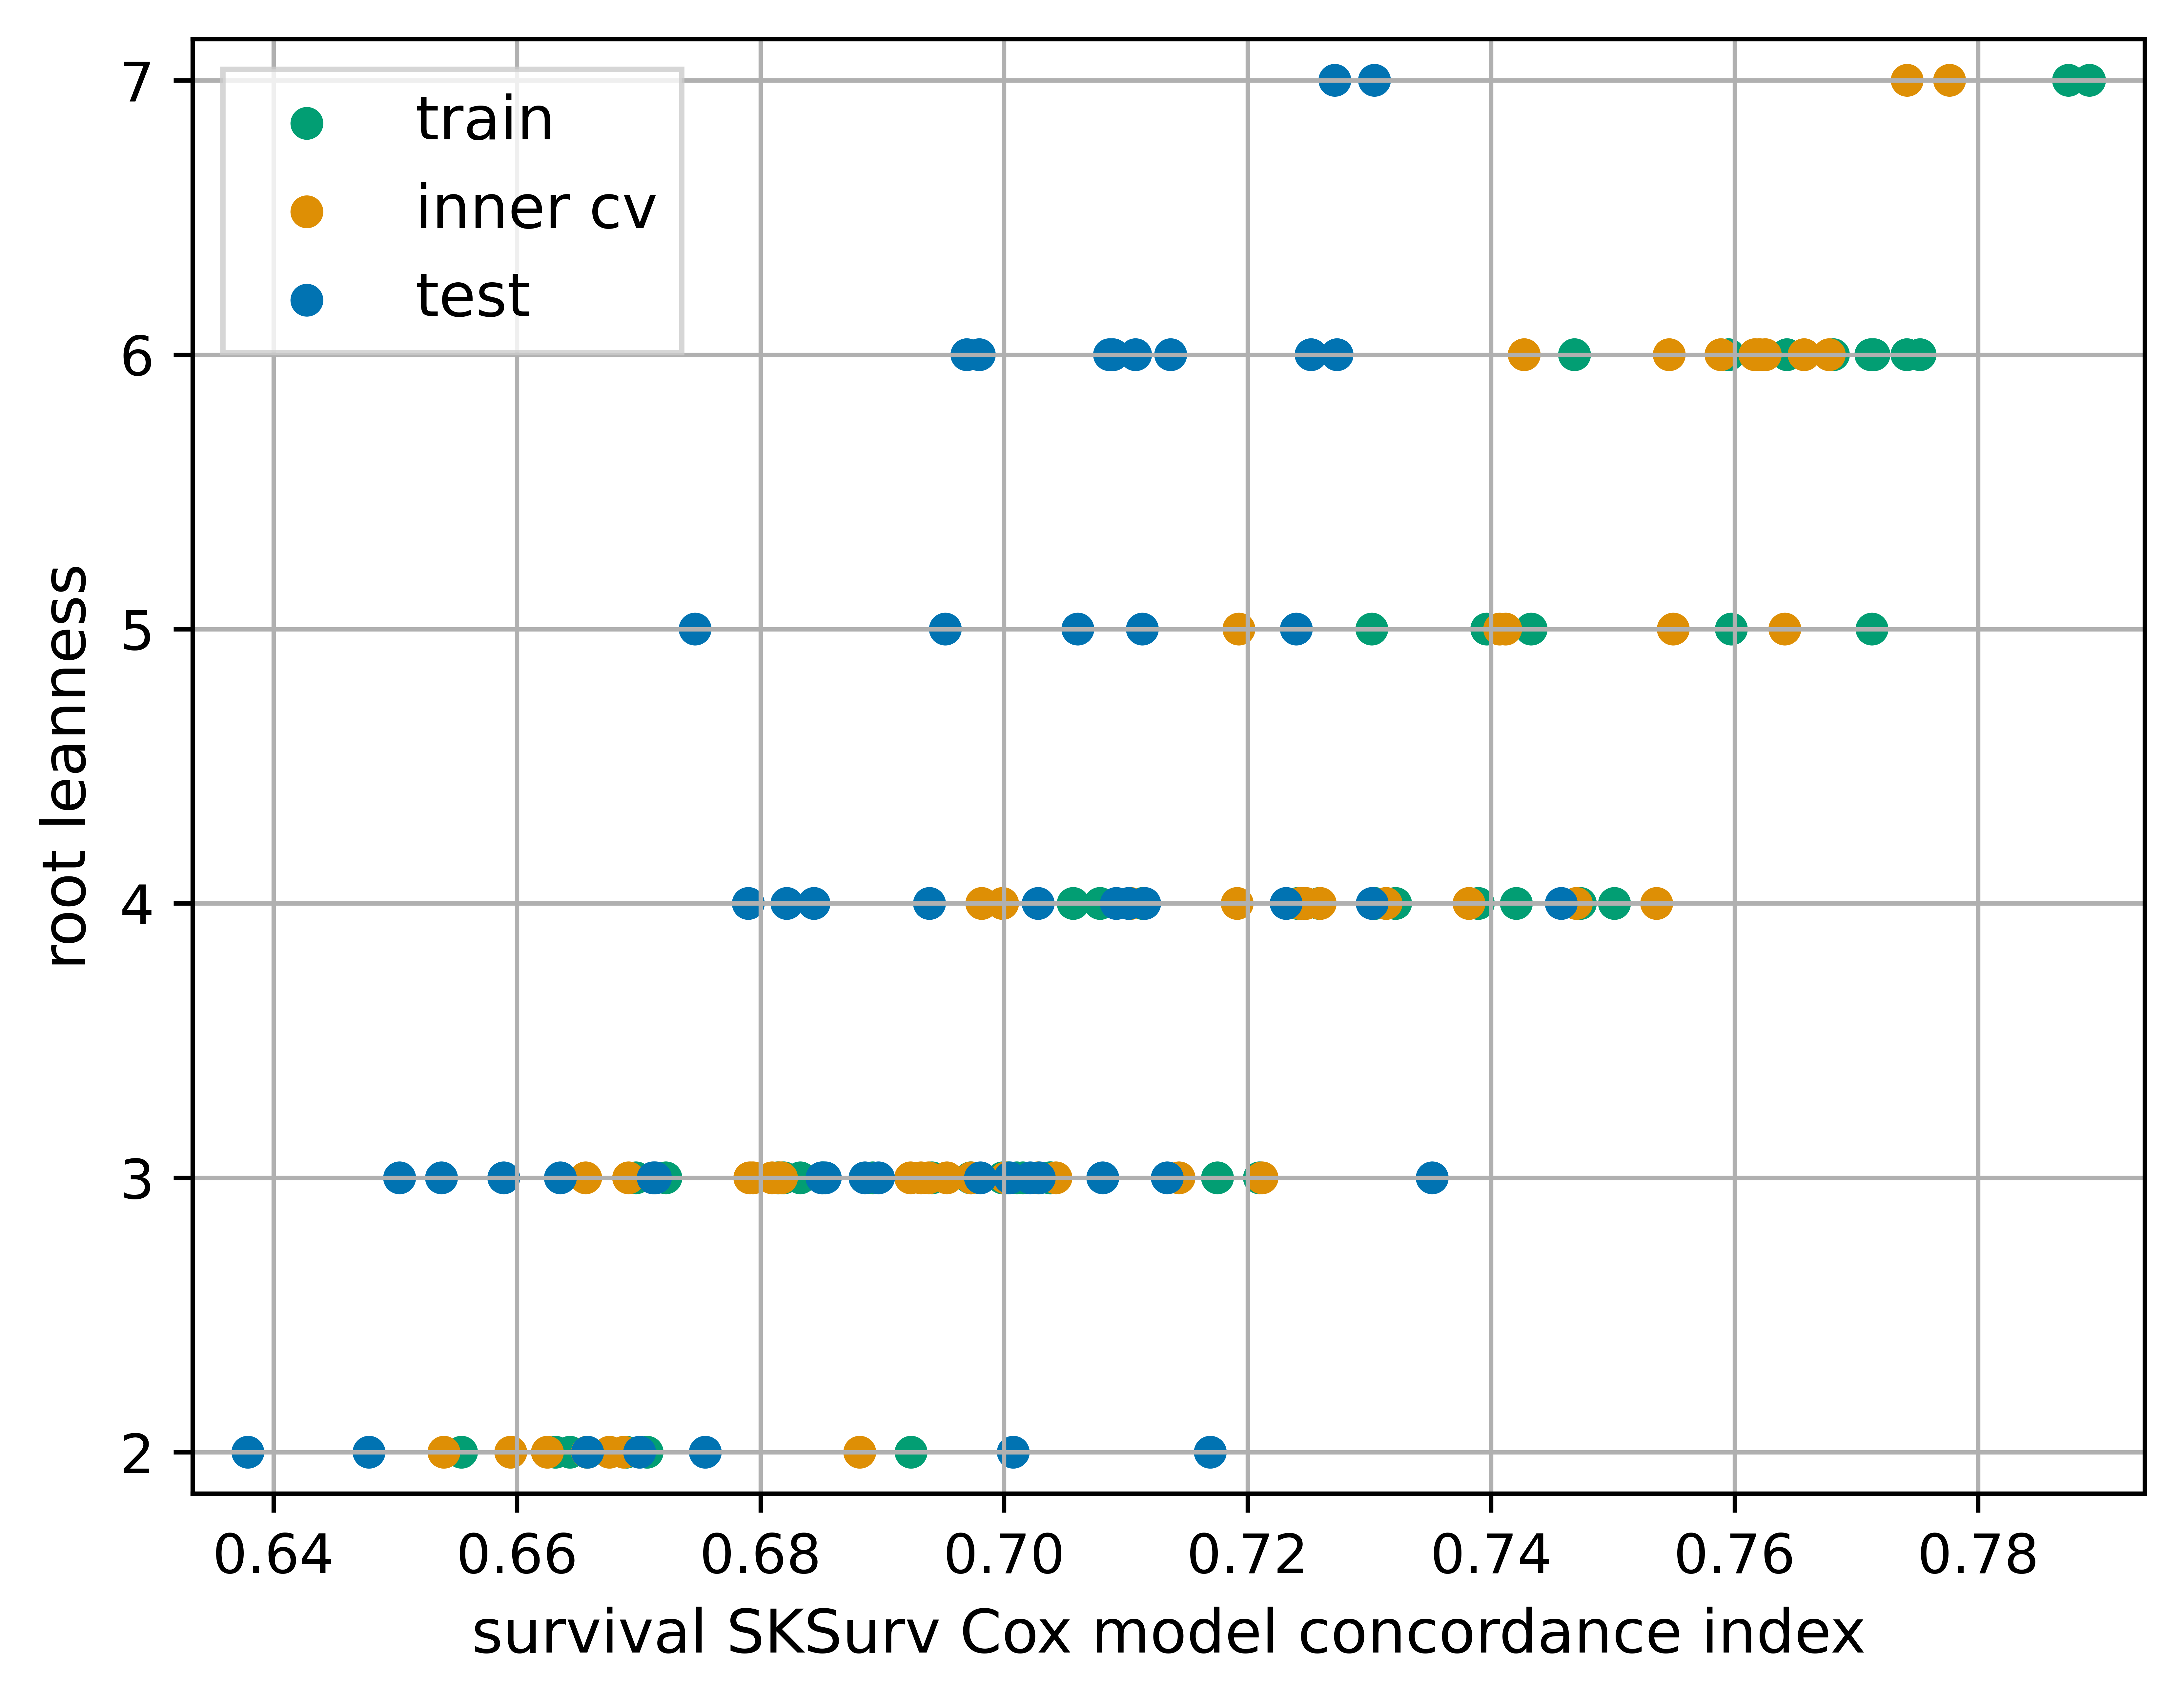 train
inner cv
test
7
6
5
4
3
2
root leanness
0.64 0.66 0.68 0.70 0.72 0.74 0.76 0.78
survival SKSurv Cox model concordance index